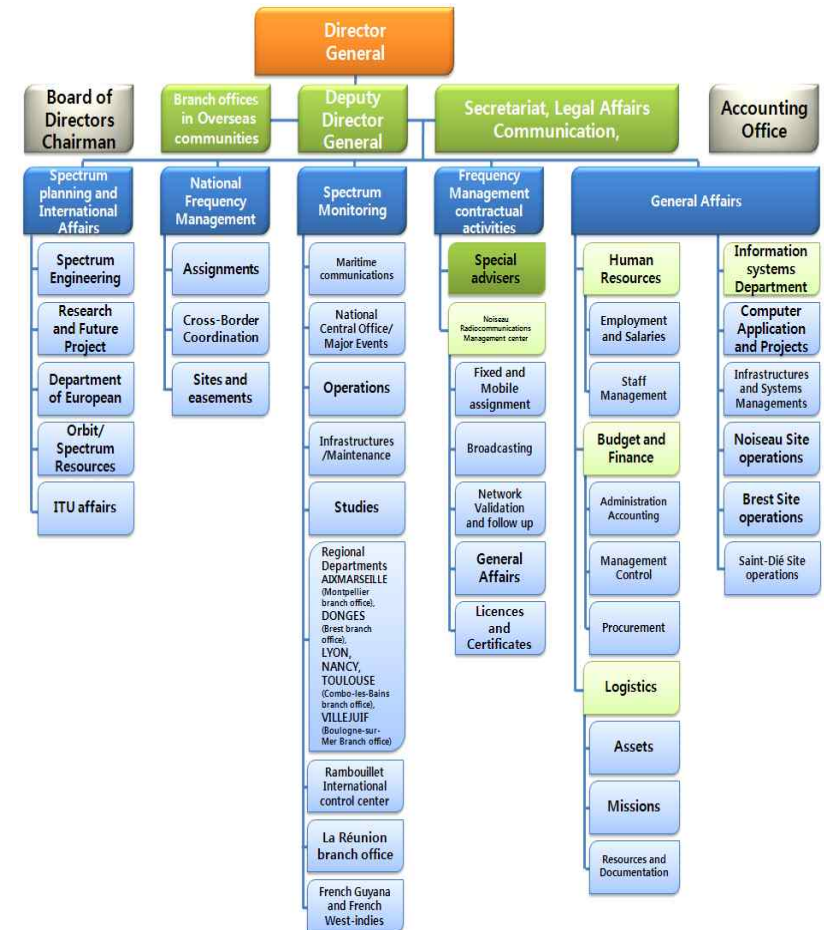 Director
General
Board of
Directors
Chairman
Branch offices
in Overseas
communities
Deputy
Director
General
Secretariat, Legal Affairs
Communication,
Accounting
Office
Spectrum
planning and
International
Affairs
National
Frequency
Management
Spectrum
Monitoring
Frequency
Management
contractual
activities
General Affairs
Spectrum
Engineering
Research
and Future
Project
Department
of European
Orbit/
Spectrum
Resources
ITU affairs
Assignments
Cross-Border
Coordination
Sites and
easements
Maritime
communications
National
Central Office/
Major Events
Operations
Infrastructures
/Maintenance
Studies
Regional
Departments
AIXMARSEILLE
(Montpellier
branch office),
DONGES
(Brest branch
office),
LYON,
NANCY,
TOULOUSE
(Combo-les-Bains
branch office),
VILLEJUIF
(Boulogne-sur-
Mer Branch office)
Rambouillet
International
control center
La Réunion
branch office
French Guyana
and French
West-indies
Special
advisers
Noiseau
Radiocommunications
Management center
Fixed and
Mobile
assignment
Broadcasting
Network
Validation
and follow up
General
Affairs
Licences
and
Certificates
Human
Resources
Employment
and Salaries
Staff
Management
Budget and
Finance
Administration
Accounting
Management
Control
Procurement
Logistics
Assets
Missions
Resources and
Documentation
Information
systems
Department
Computer
Application
and Projects
Infrastructures
and Systems
Managements
Noiseau Site
operations
Brest Site
operations
Saint-Dié Site
operations